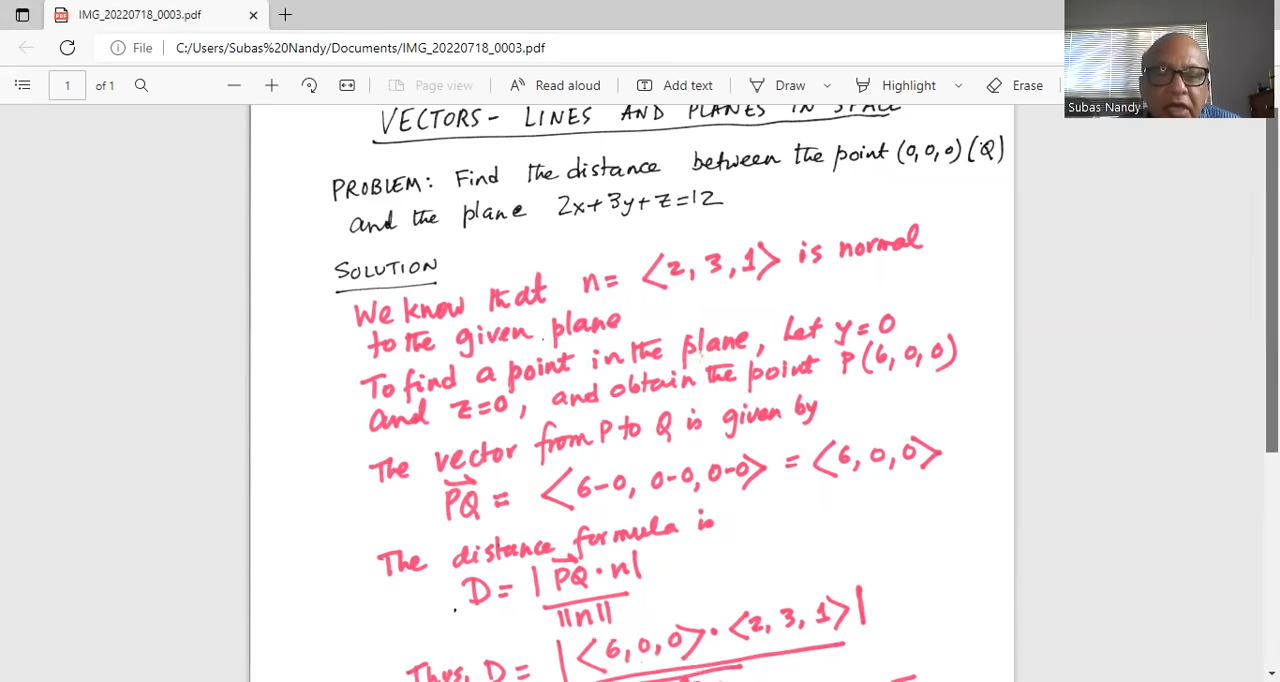 IMG_20220718_0003.pdf
File C:/Users/Subas%20Nandy/Documents/IMG_20220718_0003.pdf
1 of 1 Page view Read aloud Add text Draw Highlight Erase
Subas Nandy
VECTORS - LINES AND PLANES IN SPACE
PROBLEM: Find the distance between the point (0,0,0) (Q)
and the plane 2x+3y+z=12
SOLUTION
We know that n = <2, 3, 1> is normal
to the given plane
To find a point in the plane, Let y=0
and z=0, and obtain the point P(6,0,0)
The vector from P to Q is given by
PQ = <6-0, 0-0, 0-0> = <6, 0, 0>
The distance formula is
D = |PQ · n|
||n||
Thus, D = |<6, 0, 0> · <2, 3, 1>|